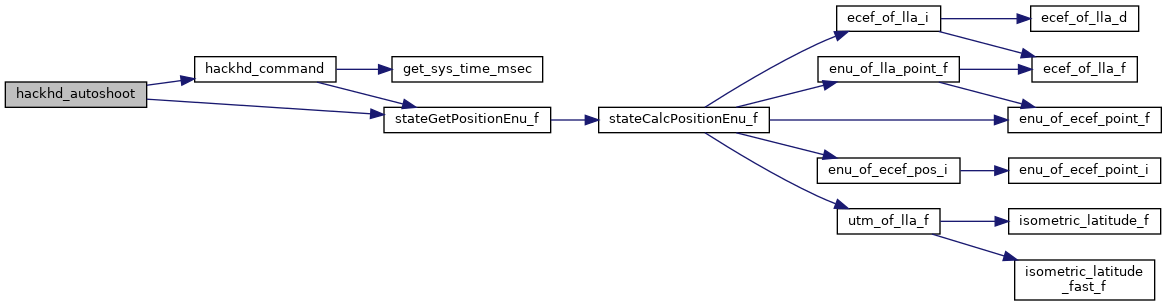 hackhd_autoshoot
hackhd_command
get_sys_time_msec
stateGetPositionEnu_f
stateCalcPositionEnu_f
ecef_of_lla_i
ecef_of_lla_d
enu_of_lla_point_f
ecef_of_lla_f
enu_of_ecef_point_f
enu_of_ecef_pos_i
enu_of_ecef_point_i
utm_of_lla_f
isometric_latitude_f
isometric_latitude
_fast_f